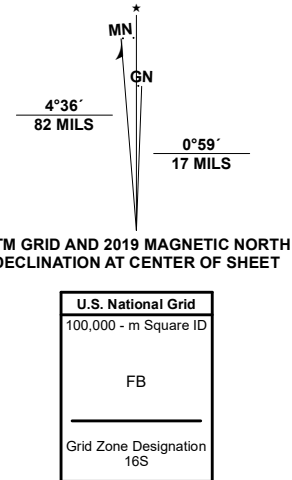 ★
MN
GN
4°36´
82 MILS
0°59´
17 MILS
TM GRID AND 2019 MAGNETIC NORTH
DECLINATION AT CENTER OF SHEET
U.S. National Grid
100,000 - m Square ID
FB
Grid Zone Designation
16S